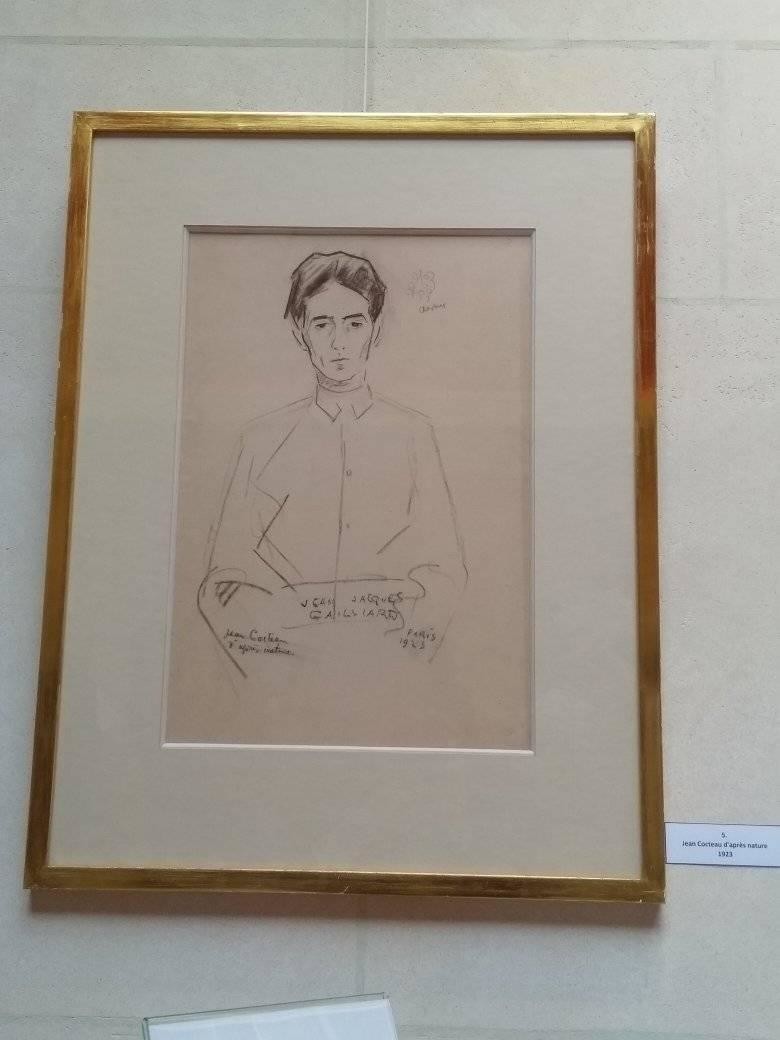 JEAN JACQUES
GAILLIARD
Jean Cocteau
d'après nature
PARIS
1923
5.
Jean Cocteau d'après nature
1923